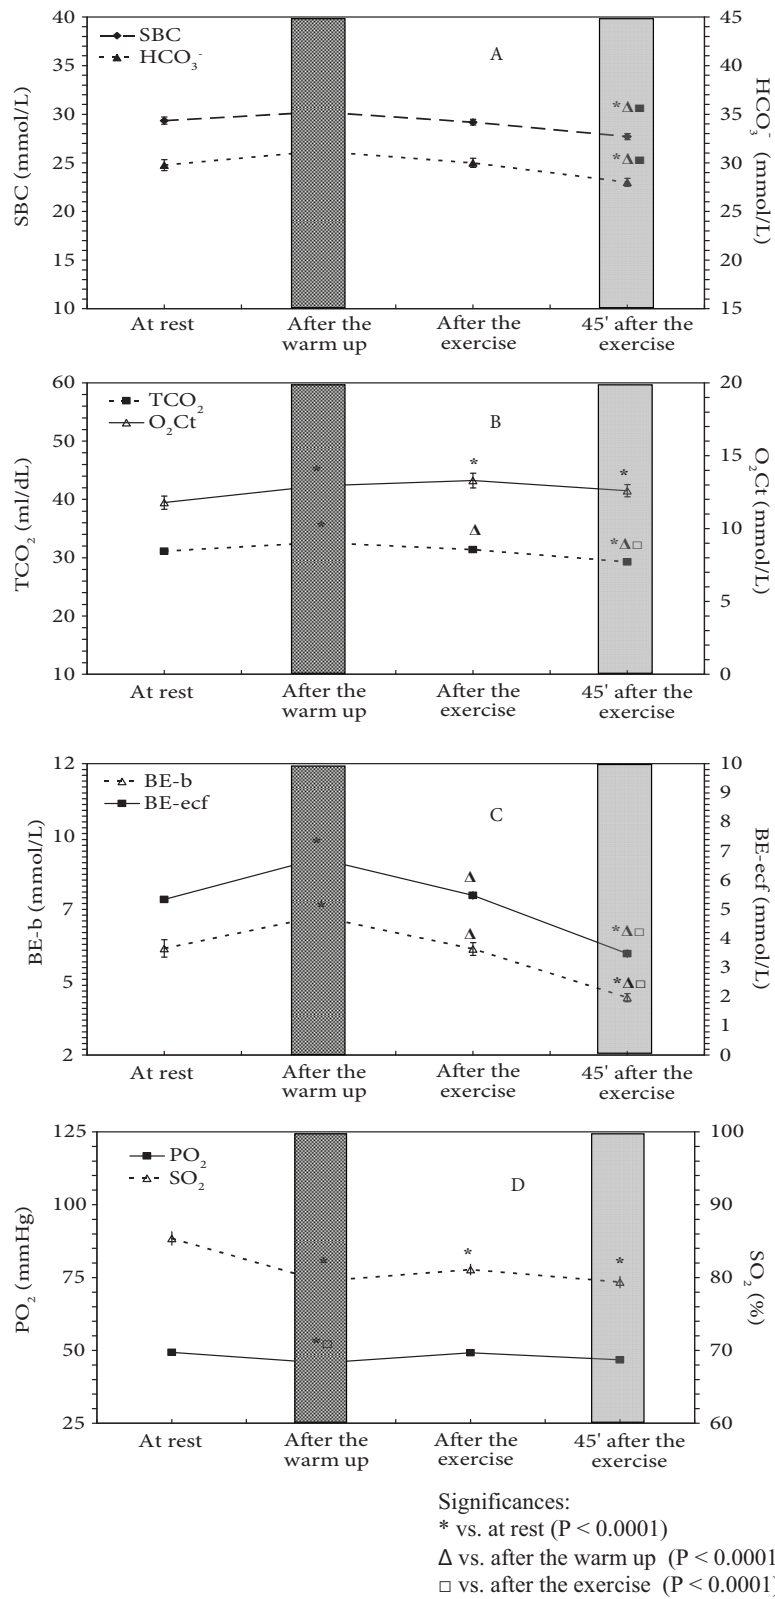 40
35
30
25
20
15
10
SBC (mmol/L)
SBC
HCO₃⁻
A
*Δ■
*Δ■
45
40
35
30
25
20
15
HCO₃⁻ (mmol/L)
At rest
After the
warm up
After the
exercise
45' after the
exercise
60
50
40
30
20
10
TCO₂ (ml/dL)
TCO₂
O₂Ct
B
*
*
*
*
Δ
*Δ□
20
15
10
5
0
O₂Ct (mmol/L)
At rest
After the
warm up
After the
exercise
45' after the
exercise
12
10
7
5
2
BE-b (mmol/L)
BE-b
BE-ecf
C
*
*
Δ
Δ
*Δ□
*Δ□
10
9
8
7
6
5
4
3
2
1
0
BE-ecf (mmol/L)
At rest
After the
warm up
After the
exercise
45' after the
exercise
125
100
75
50
25
PO₂ (mmHg)
PO₂
SO₂
D
*
*
*
*□
100
90
80
70
60
SO₂ (%)
At rest
After the
warm up
After the
exercise
45' after the
exercise
Significances:
* vs. at rest (P < 0.0001)
Δ vs. after the warm up (P < 0.0001
□ vs. after the exercise (P < 0.0001)